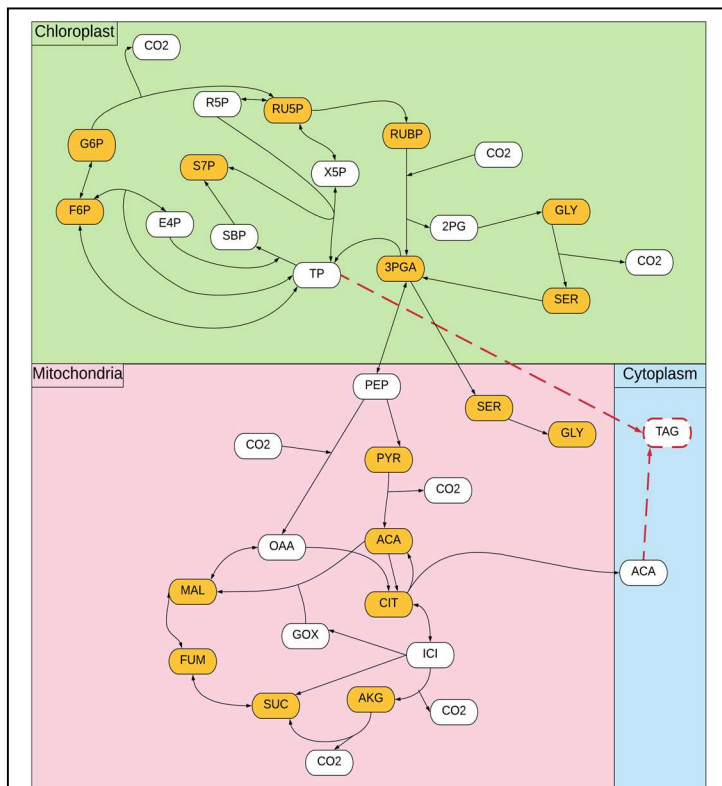 Chloroplast
CO2
R5P
RU5P
G6P
RUBP
CO2
S7P
X5P
F6P
E4P
SBP
2PG
GLY
TP
3PGA
CO2
SER
Mitochondria
Cytoplasm
PEP
SER
GLY
TAG
CO2
PYR
CO2
OAA
ACA
ACA
MAL
CIT
GOX
ICI
FUM
SUC
AKG
CO2
CO2